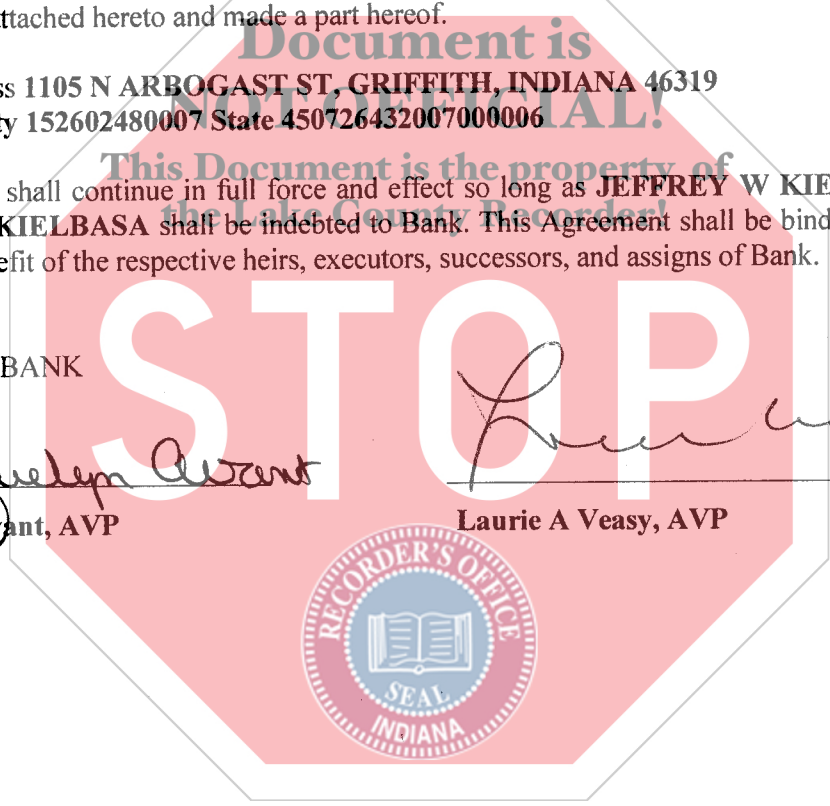 ttached hereto and made a part hereof.
Document is
ss 1105 N ARBOGAST ST, GRIFFITH, INDIANA 46319
NOT OFFICIAL!
ty 152602480007 State 450726432007000006
This Document is the property of
shall continue in full force and effect so long as JEFFREY W KIE
the Lake County Recorder!
KIELBASA shall be indebted to Bank. This Agreement shall be bind
efit of the respective heirs, executors, successors, and assigns of Bank.
STOP
BANK
uelyn Avant
ant, AVP
Laurie A Veasy, AVP
RECORDER'S OFFICE
SEAL
INDIANA